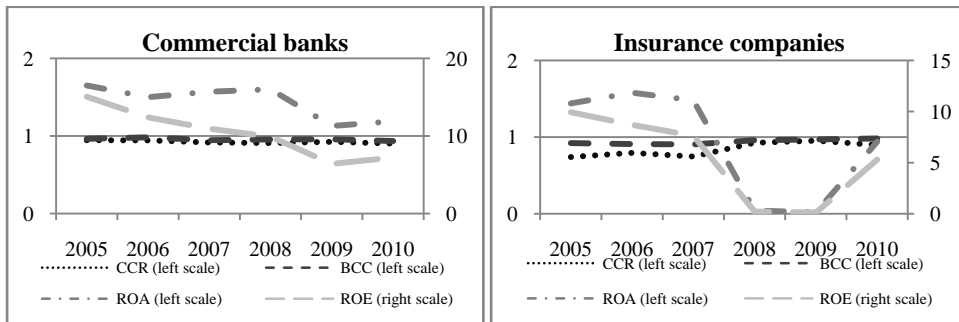 Commercial banks
2
1
0
20
10
0
2005 2006 2007 2008 2009 2010
CCR (left scale) BCC (left scale)
ROA (left scale) ROE (right scale)
Insurance companies
2
1
0
15
10
5
0
2005 2006 2007 2008 2009 2010
CCR (left scale) BCC (left scale)
ROA (left scale) ROE (right scale)